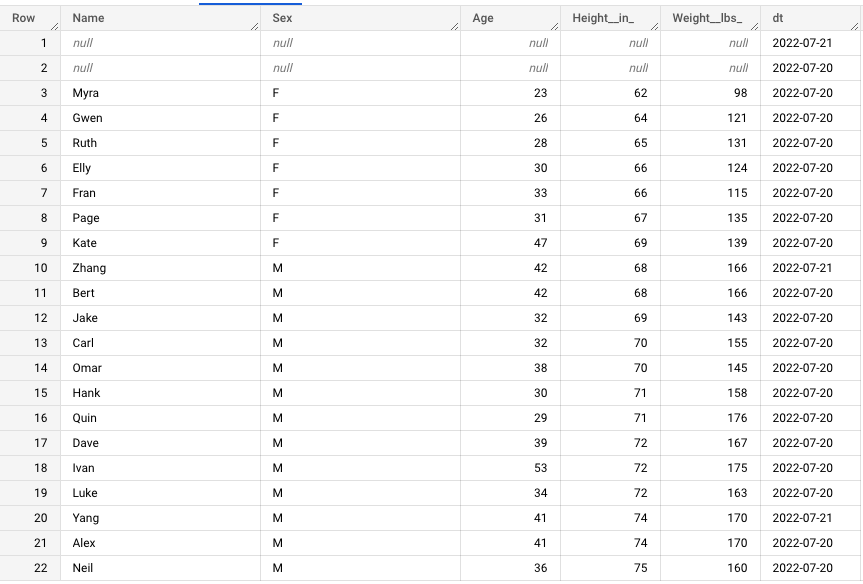 Row Name Sex Age Height__in_ Weight__lbs_ dt
1 null null null null null 2022-07-21
2 null null null null null 2022-07-20
3 Myra F 23 62 98 2022-07-20
4 Gwen F 26 64 121 2022-07-20
5 Ruth F 28 65 131 2022-07-20
6 Elly F 30 66 124 2022-07-20
7 Fran F 33 66 115 2022-07-20
8 Page F 31 67 135 2022-07-20
9 Kate F 47 69 139 2022-07-20
10 Zhang M 42 68 166 2022-07-21
11 Bert M 42 68 166 2022-07-20
12 Jake M 32 69 143 2022-07-20
13 Carl M 32 70 155 2022-07-20
14 Omar M 38 70 145 2022-07-20
15 Hank M 30 71 158 2022-07-20
16 Quin M 29 71 176 2022-07-20
17 Dave M 39 72 167 2022-07-20
18 Ivan M 53 72 175 2022-07-20
19 Luke M 34 72 163 2022-07-20
20 Yang M 41 74 170 2022-07-21
21 Alex M 41 74 170 2022-07-20
22 Neil M 36 75 160 2022-07-20